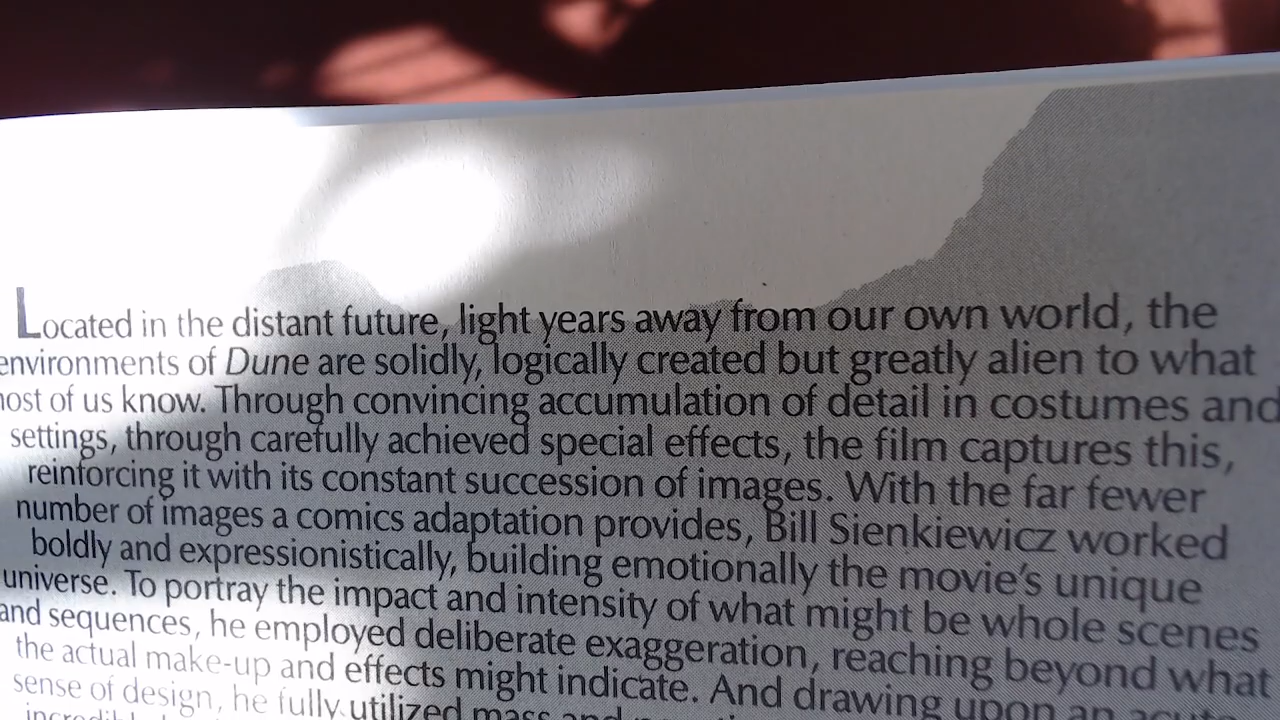 Located in the distant future, light years away from our own world, the
environments of Dune are solidly, logically created but greatly alien to what
of us know. Through convincing accumulation of detail in costumes and
settings, through carefully achieved special effects, the film captures this,
reinforcing it with its constant succession of images. With the far fewer
number of images a comics adaptation provides, Bill Sienkiewicz worked
boldly and expressionistically, building emotionally the movie's unique
universe. To portray the impact and intensity of what might be whole scenes
and sequences, he employed deliberate exaggeration, reaching beyond what
the actual make-up and effects might indicate. And drawing upon an
sense of design, he fully utilized mass and